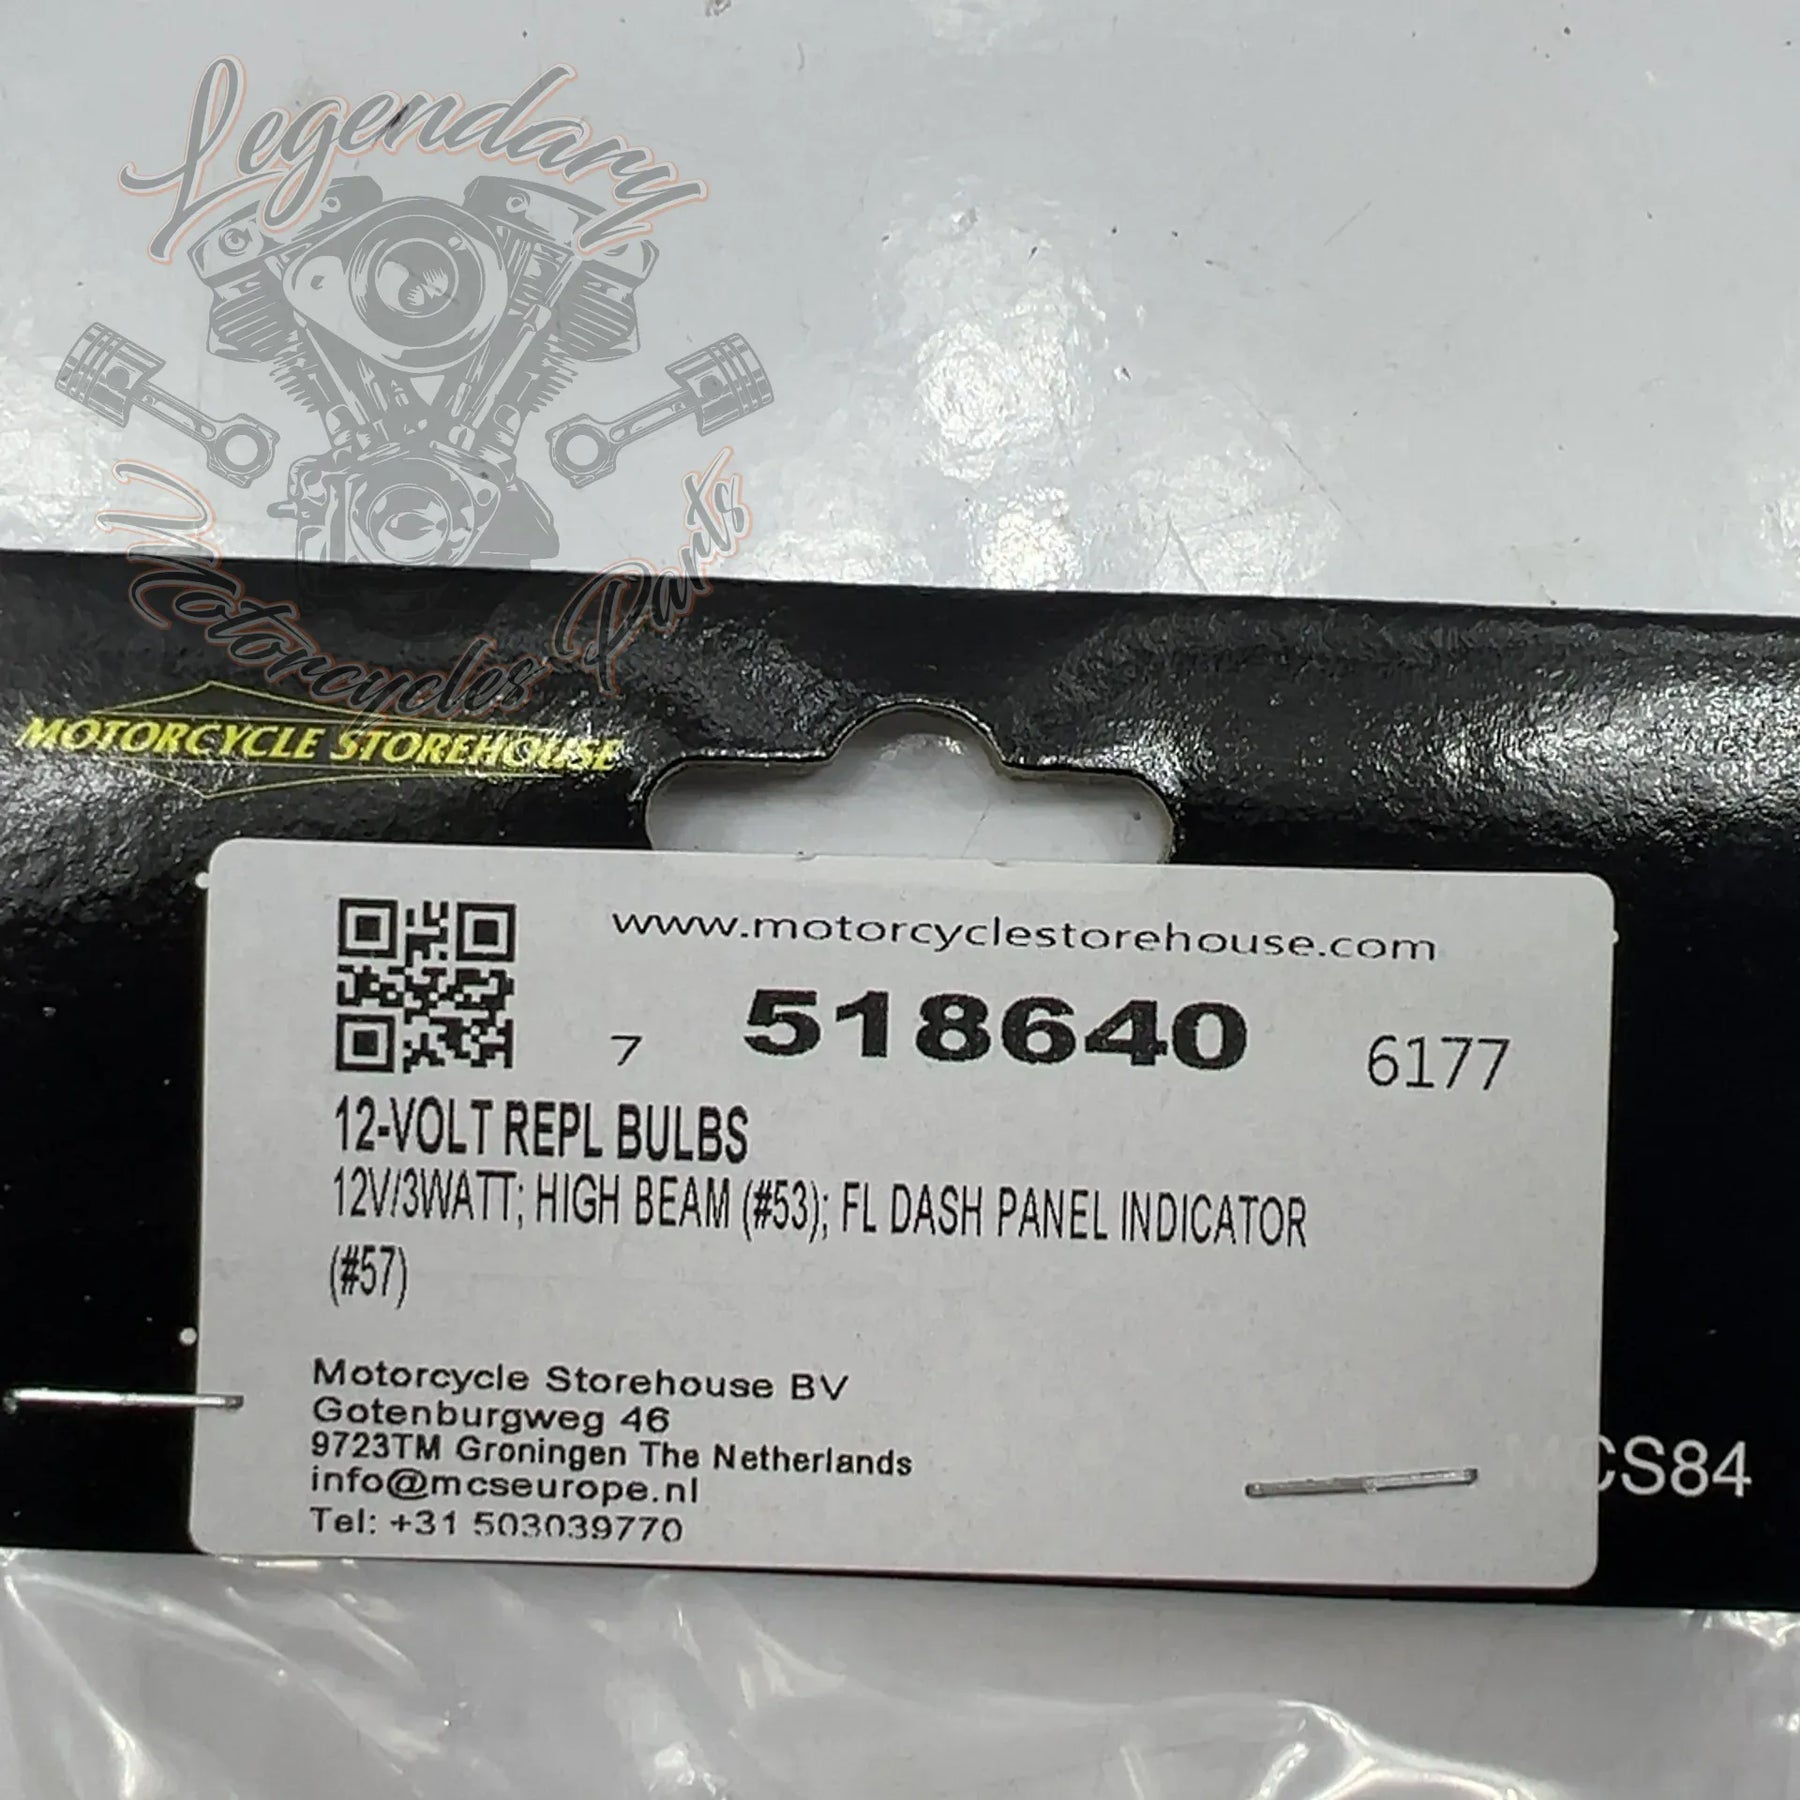 Legendary
Motorcycles Parts
MOTORCYCLE STOREHOUSE
www.motorcyclestorehouse.com
7 518640 6177
12-VOLT REPL BULBS
12V/3WATT; HIGH BEAM (#53); FL DASH PANEL INDICATOR
(#57)
Motorcycle Storehouse BV
Gotenburgweg 46
9723TM Groningen The Netherlands
info@mcseurope.nl
Tel: +31 503039770
MCS84